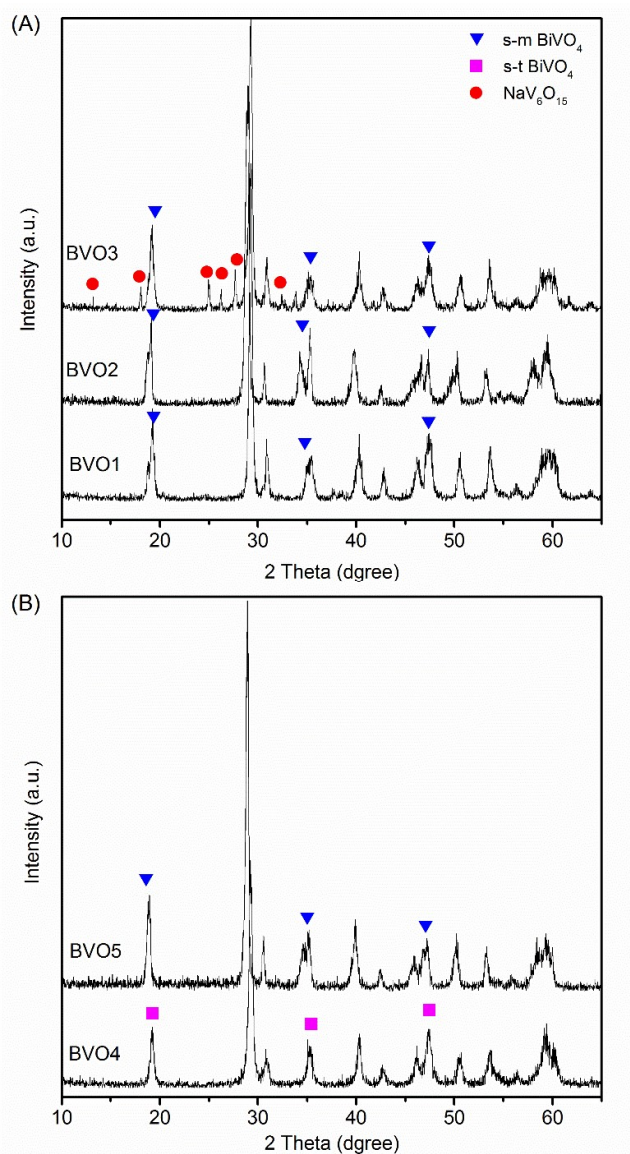 (A)
s-m BiVO4
s-t BiVO4
NaV6O15
BVO3
BVO2
BVO1
Intensity (a.u.)
10 20 30 40 50 60
2 Theta (dgree)
(B)
BVO5
BVO4
Intensity (a.u.)
10 20 30 40 50 60
2 Theta (dgree)